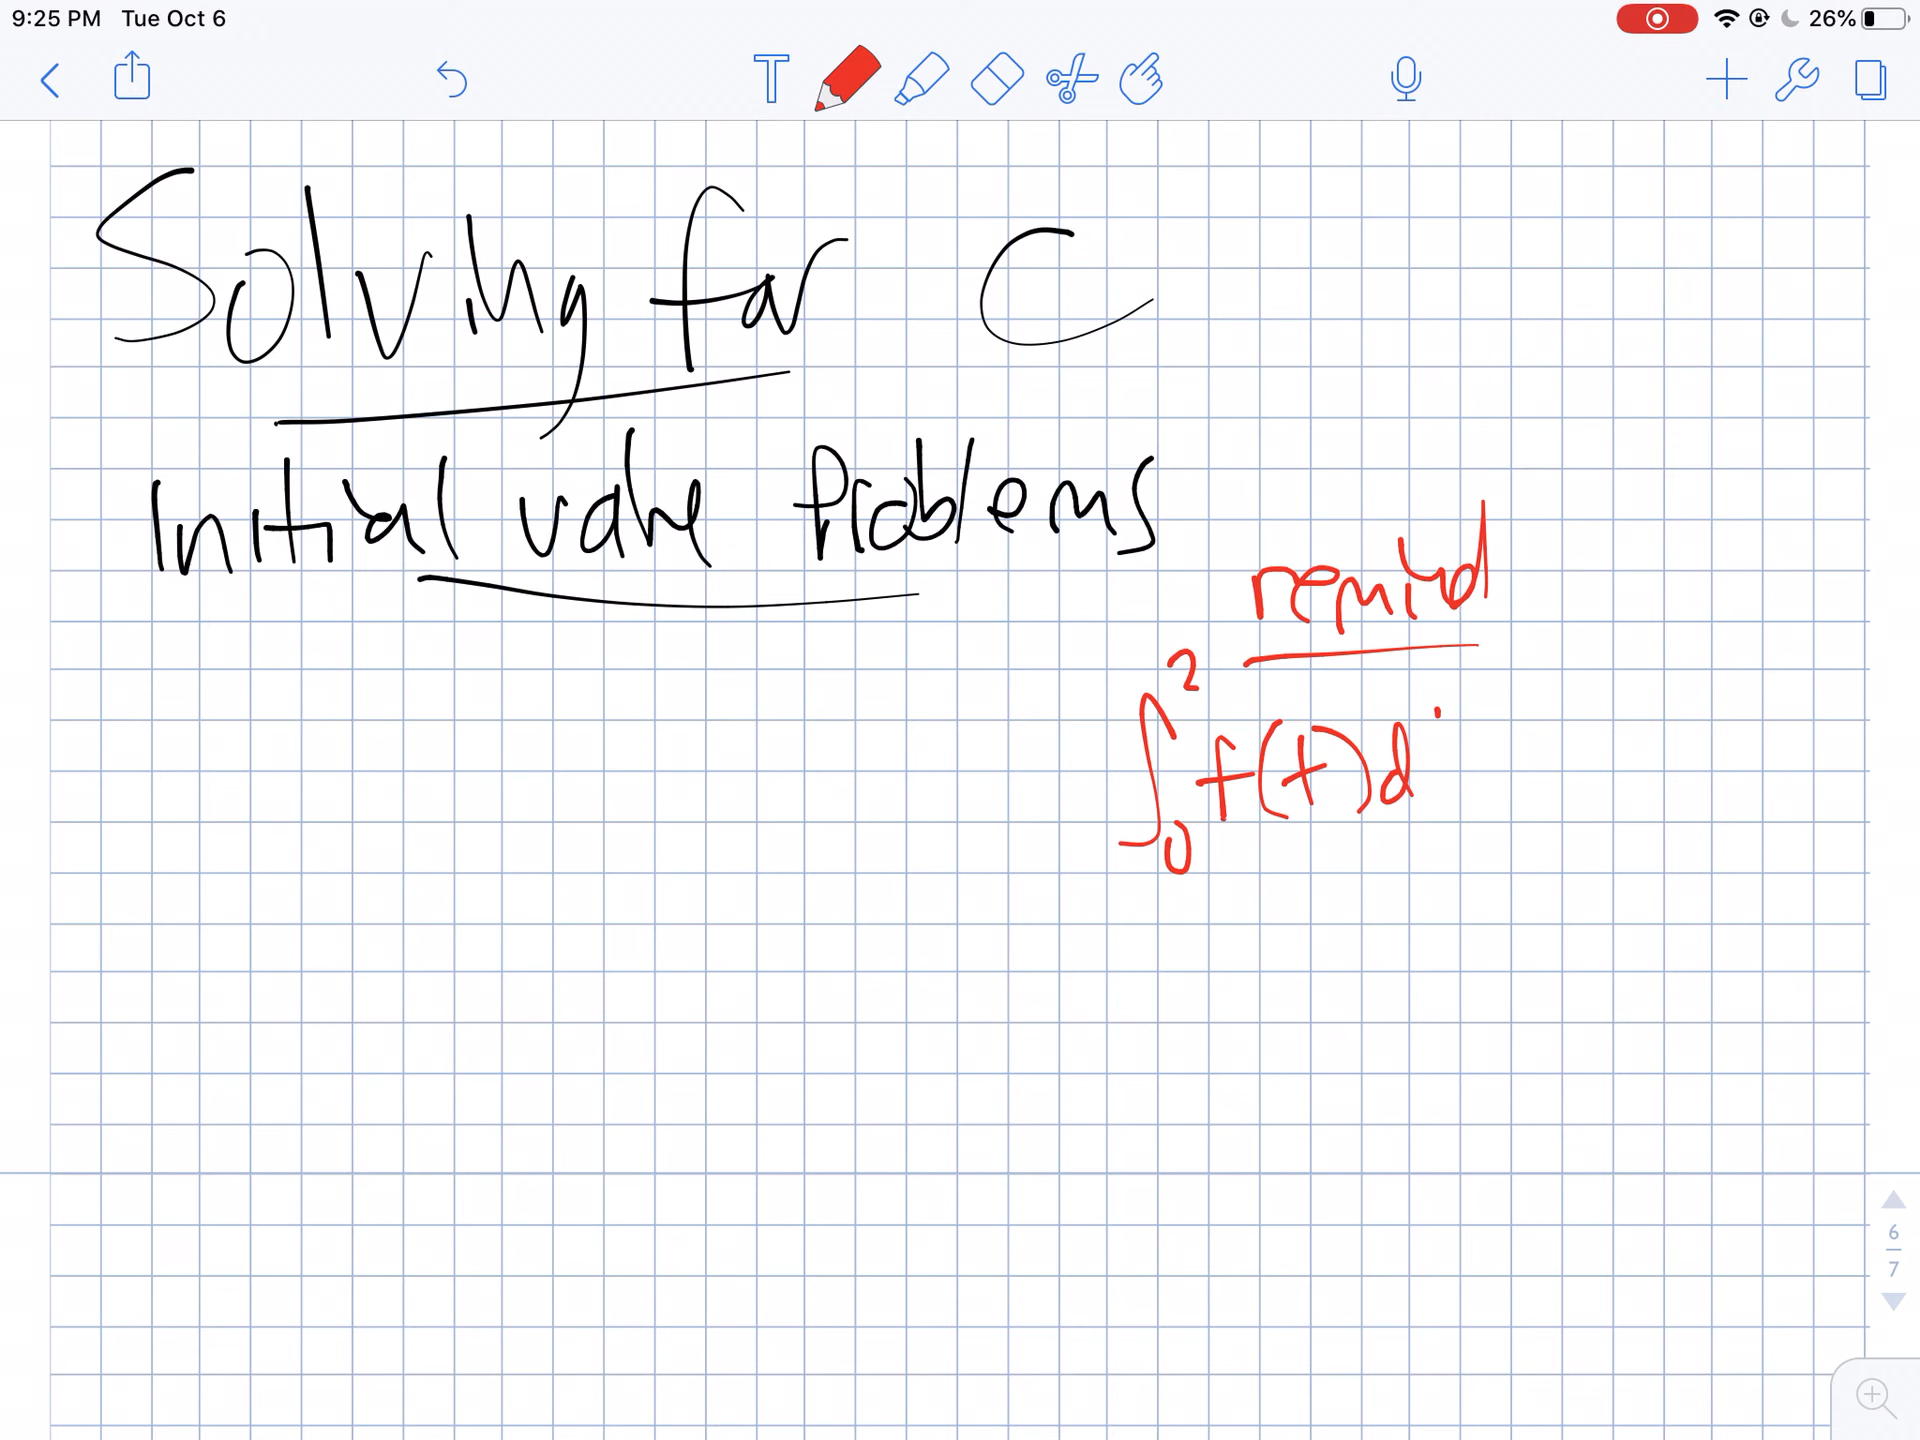 9:25 PM Tue Oct 6
26%
Solving for C
Initial value Problems
remind
∫₀² f(t)d
6
7